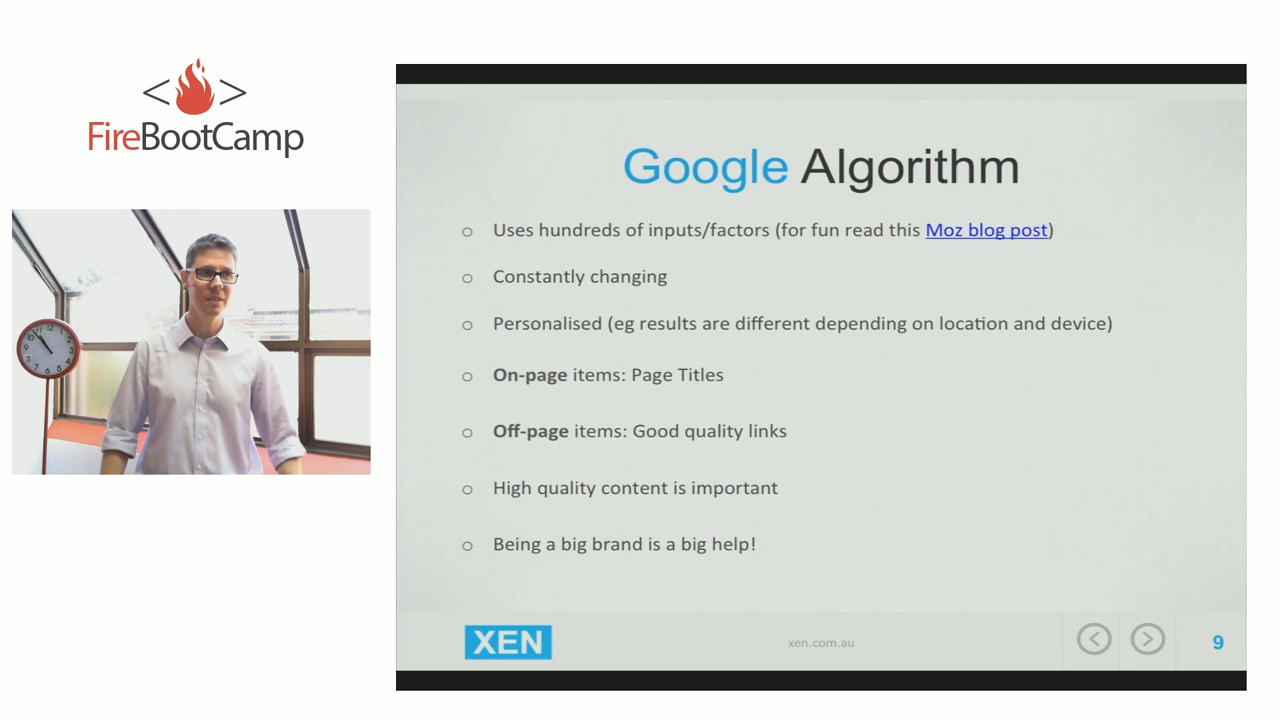 FireBootCamp
Google Algorithm
o Uses hundreds of inputs/factors (for fun read this Moz blog post)
o Constantly changing
o Personalised (eg results are different depending on location and device)
o On-page items: Page Titles
o Off-page items: Good quality links
o High quality content is important
o Being a big brand is a big help!
XEN
xen.com.au
9